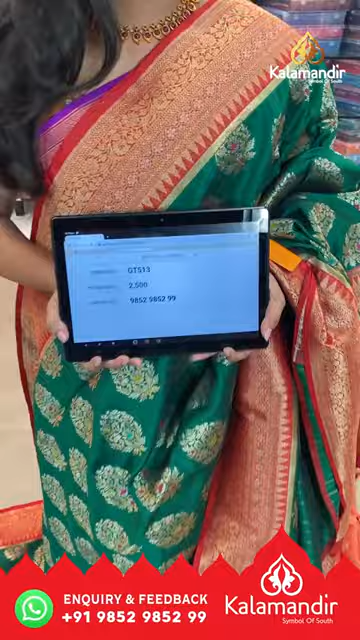 Kalamandir
Symbol Of South
GTS13
2,500
9852 9852 99
ENQUIRY & FEEDBACK
+91 9852 9852 99
Kalamandir
Symbol Of South